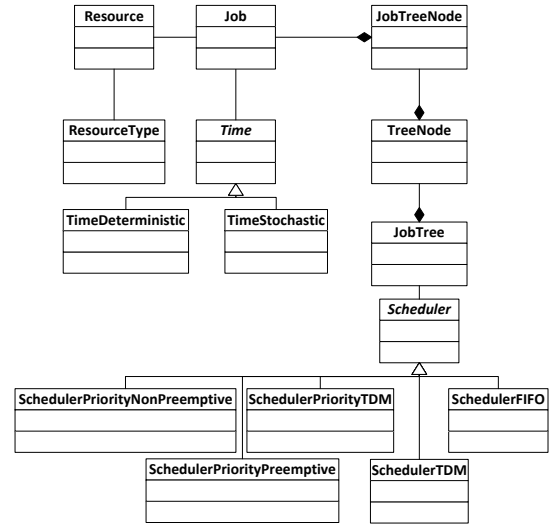 Resource
Job
JobTreeNode
ResourceType
Time
TreeNode
TimeDeterministic
TimeStochastic
JobTree
Scheduler
SchedulerPriorityNonPreemptive
SchedulerPriorityTDM
SchedulerFIFO
SchedulerPriorityPreemptive
SchedulerTDM